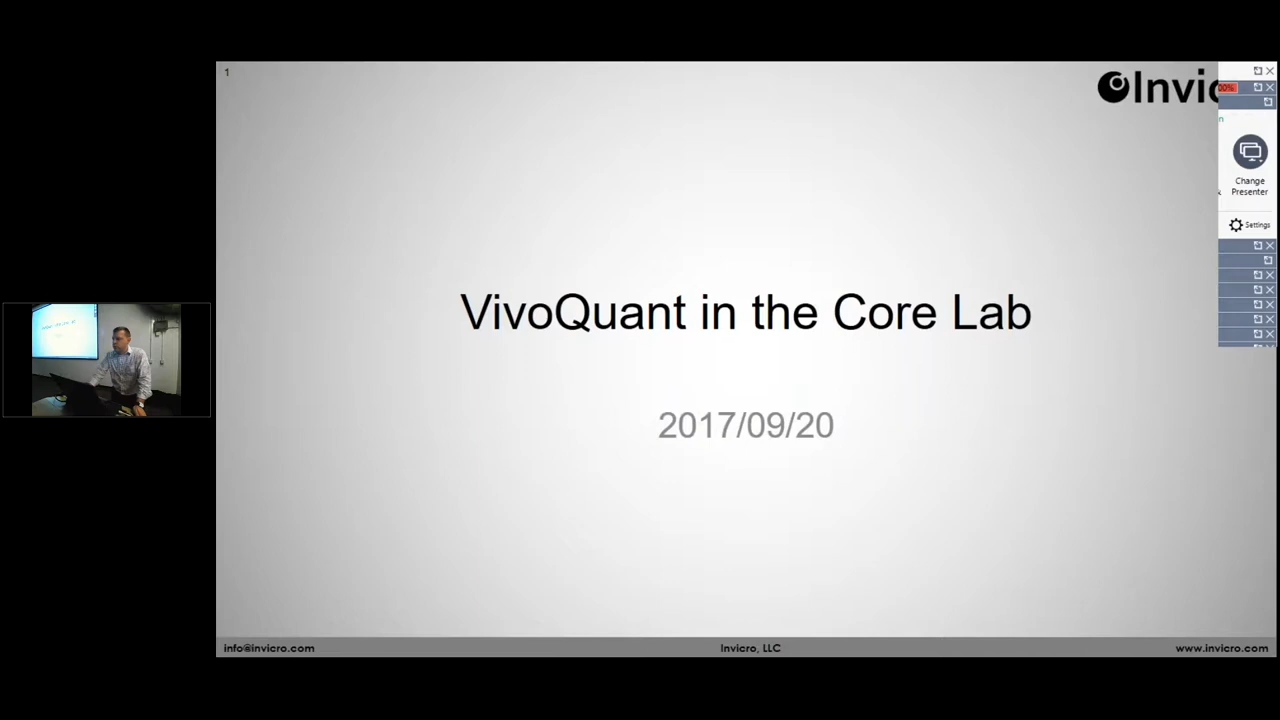 1
Invic
00%
n
Change
Presenter
Settings
VivoQuant in the Core Lab
2017/09/20
info@invicro.com
Invicro, LLC
www.invicro.com